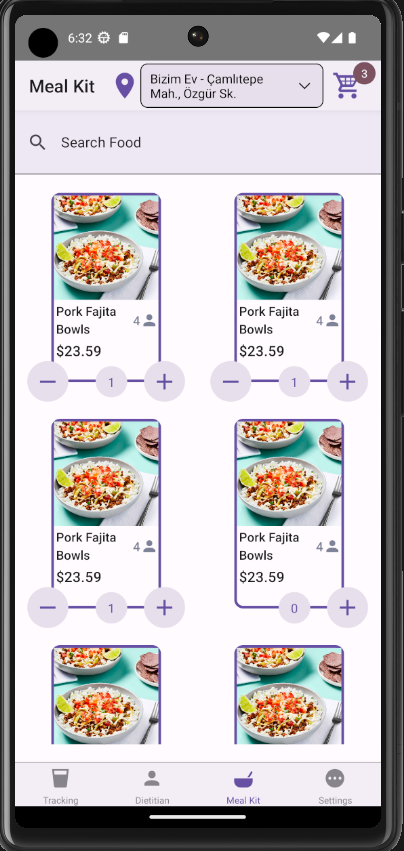 6:32
Meal Kit
Bizim Ev - Çamlıtepe
Mah., Özgür Sk.
3
Search Food
Pork Fajita
Bowls
4
$23.59
1
Pork Fajita
Bowls
4
$23.59
1
Pork Fajita
Bowls
4
$23.59
1
Pork Fajita
Bowls
4
$23.59
0
Tracking
Dietitian
Meal Kit
Settings